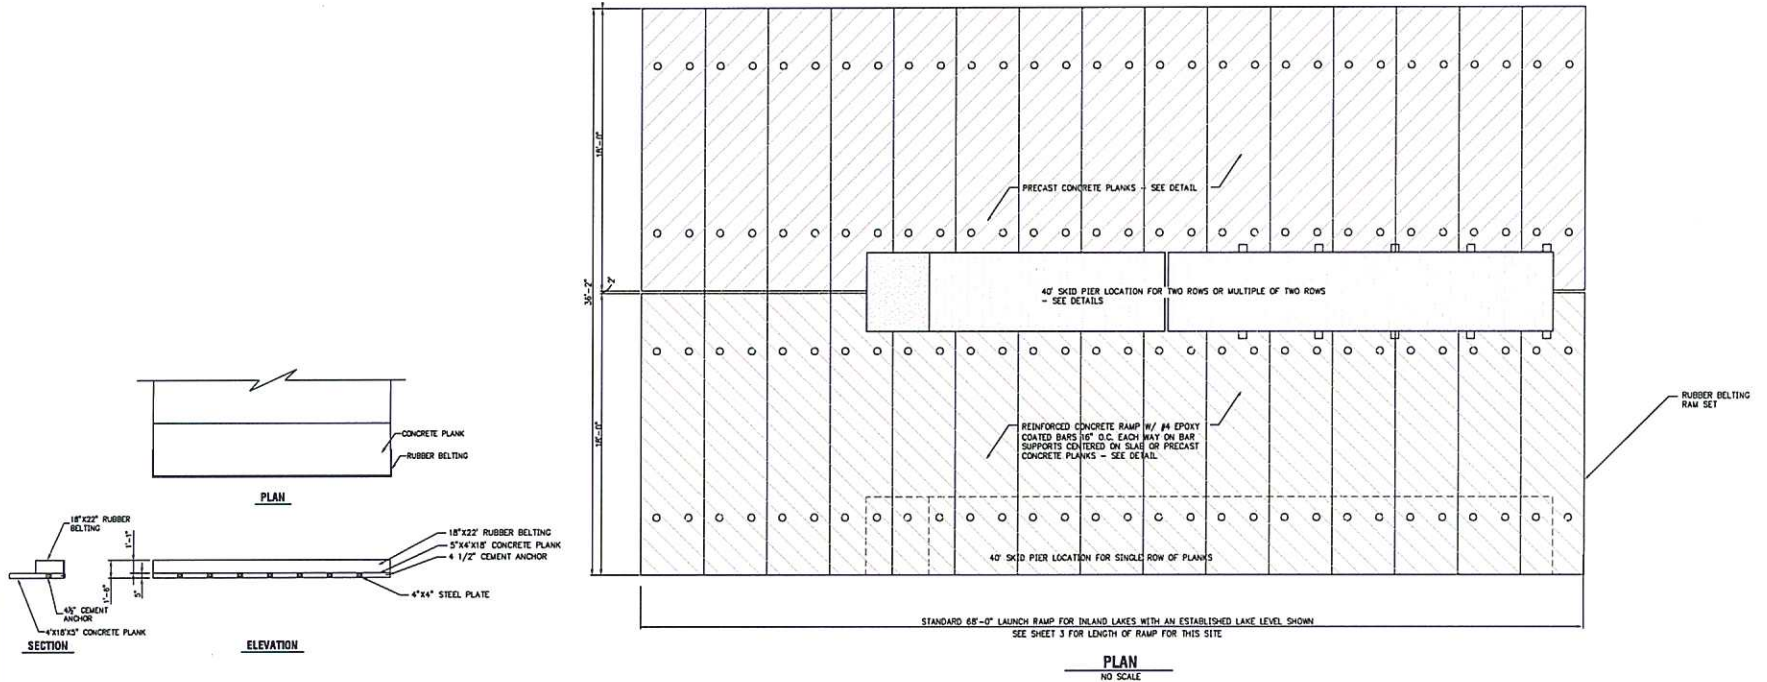 18'-0"
36'-2"
2"
18'-0"
PRECAST CONCRETE PLANKS - SEE DETAIL
40' SKID PIER LOCATION FOR TWO ROWS OR MULTIPLE OF TWO ROWS
- SEE DETAILS
REINFORCED CONCRETE RAMP W/ #4 EPOXY
COATED BARS 16" O.C. EACH WAY ON BAR
SUPPORTS CENTERED ON SLAB OR PRECAST
CONCRETE PLANKS - SEE DETAIL
RUBBER BELTING
RAM SET
40' SKID PIER LOCATION FOR SINGLE ROW OF PLANKS
STANDARD 68'-0" LAUNCH RAMP FOR INLAND LAKES WITH AN ESTABLISHED LAKE LEVEL SHOWN
SEE SHEET 3 FOR LENGTH OF RAMP FOR THIS SITE
PLAN
NO SCALE
CONCRETE PLANK
RUBBER BELTING
PLAN
18"X22" RUBBER
BELTING
4½" CEMENT
ANCHOR
4'X18'X5" CONCRETE PLANK
SECTION
1'-1"
1'-6"
5"
18"X22' RUBBER BELTING
5"X4'X18' CONCRETE PLANK
4 1/2" CEMENT ANCHOR
4"X4" STEEL PLATE
ELEVATION